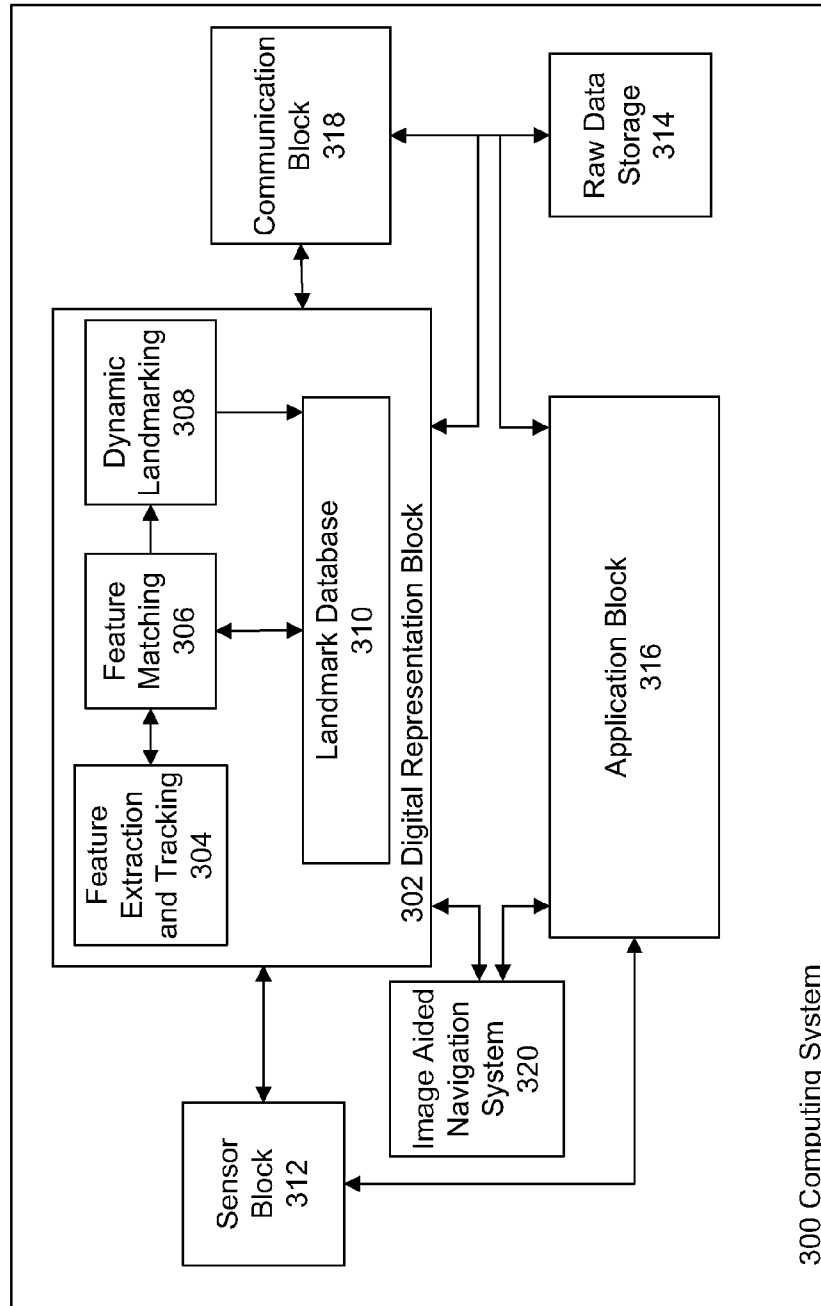 Feature
Extraction
and Tracking
304
Feature
Matching
306
Dynamic
Landmarking
308
Landmark Database
310
302 Digital Representation Block
Sensor
Block
312
Communication
Block
318
Image Aided
Navigation
System
320
Application Block
316
Raw Data
Storage
314
300 Computing System